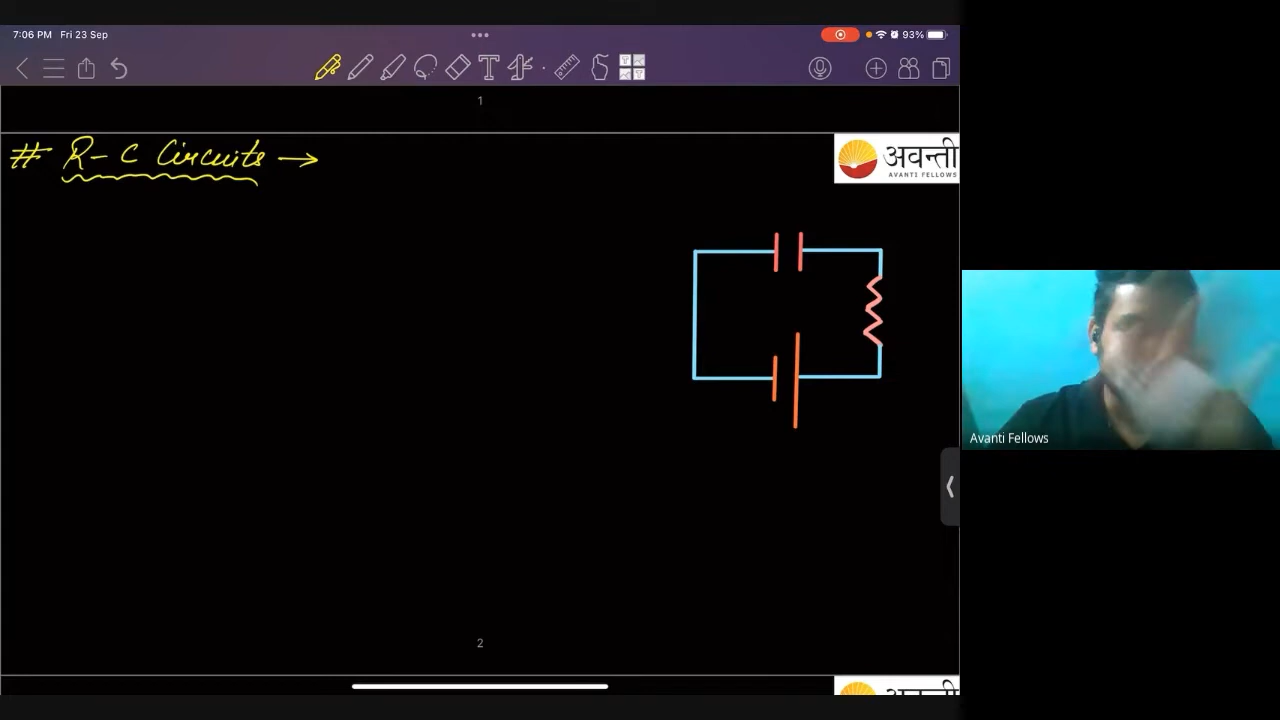 7:06 PM Fri 23 Sep
93%
1
# R-C Circuits →
अवन्ती
AVANTI FELLOWS
Avanti Fellows
2